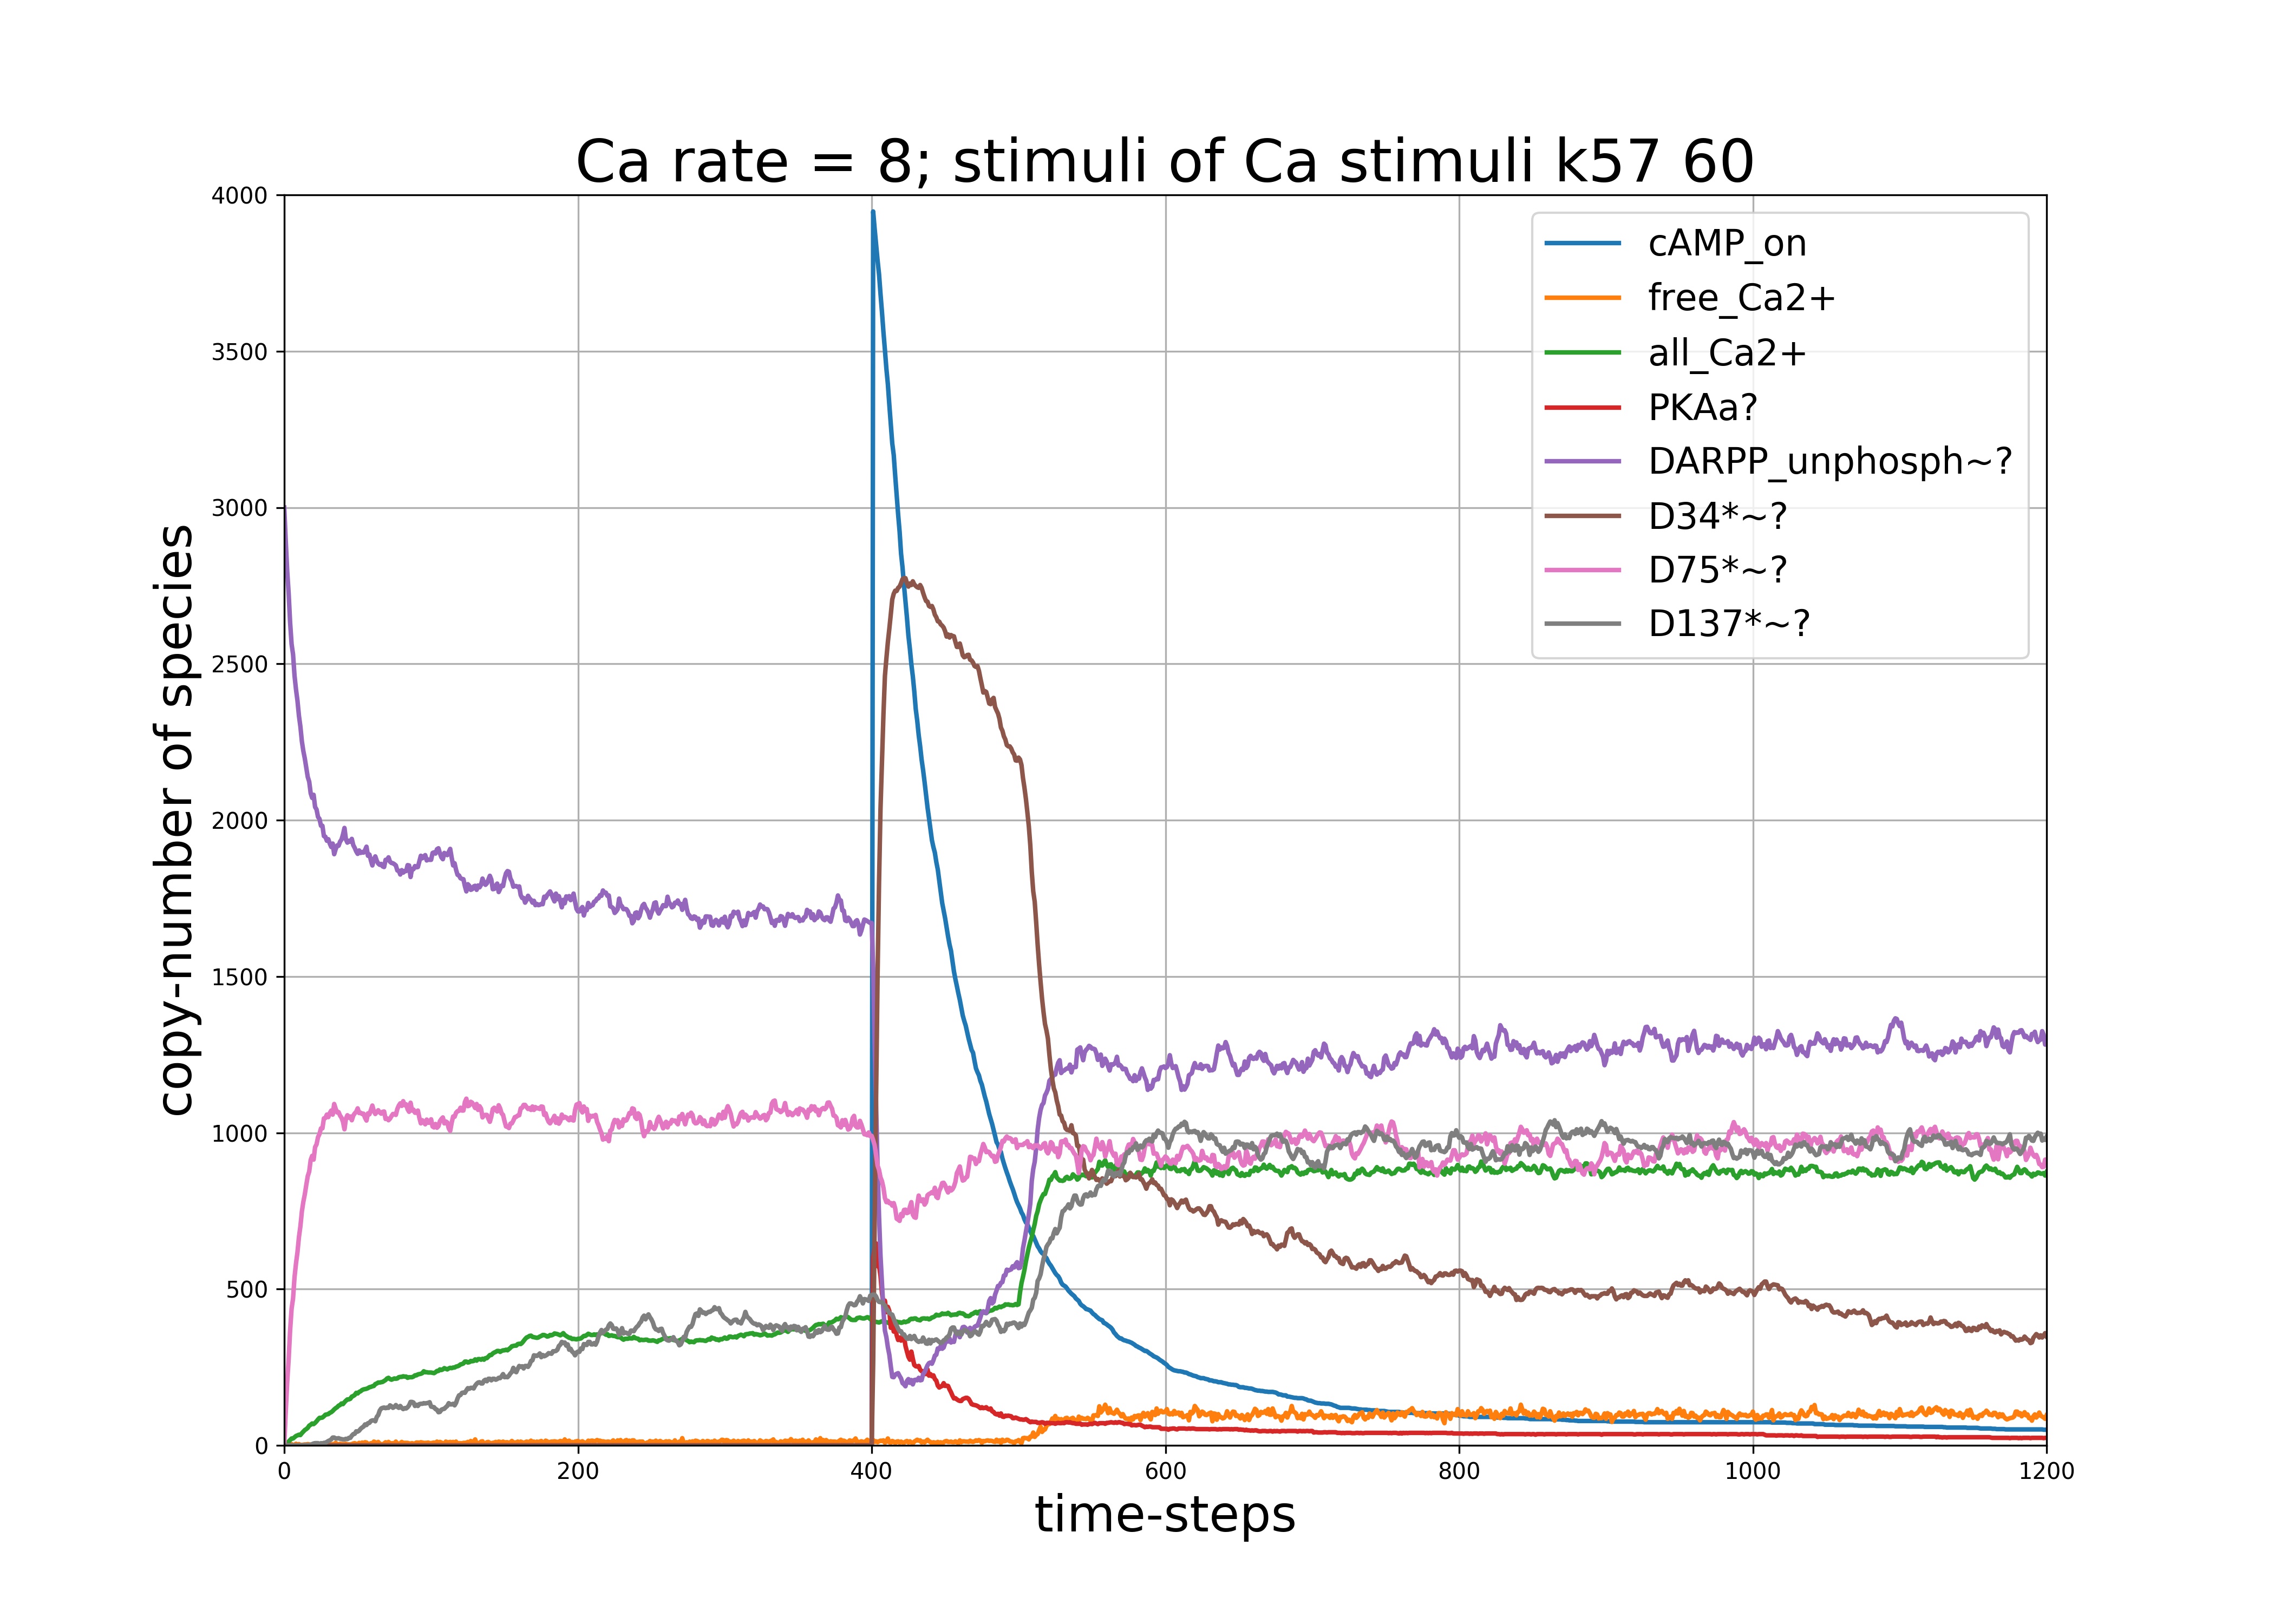 Ca rate = 8; stimuli of Ca stimuli k57 60
copy-number of species
4000
3500
3000
2500
2000
1500
1000
500
0
cAMP_on
free_Ca2+
all_Ca2+
PKAa?
DARPP_unphosph~?
D34*~?
D75*~?
D137*~?
0 200 400 600 800 1000 1200
time-steps